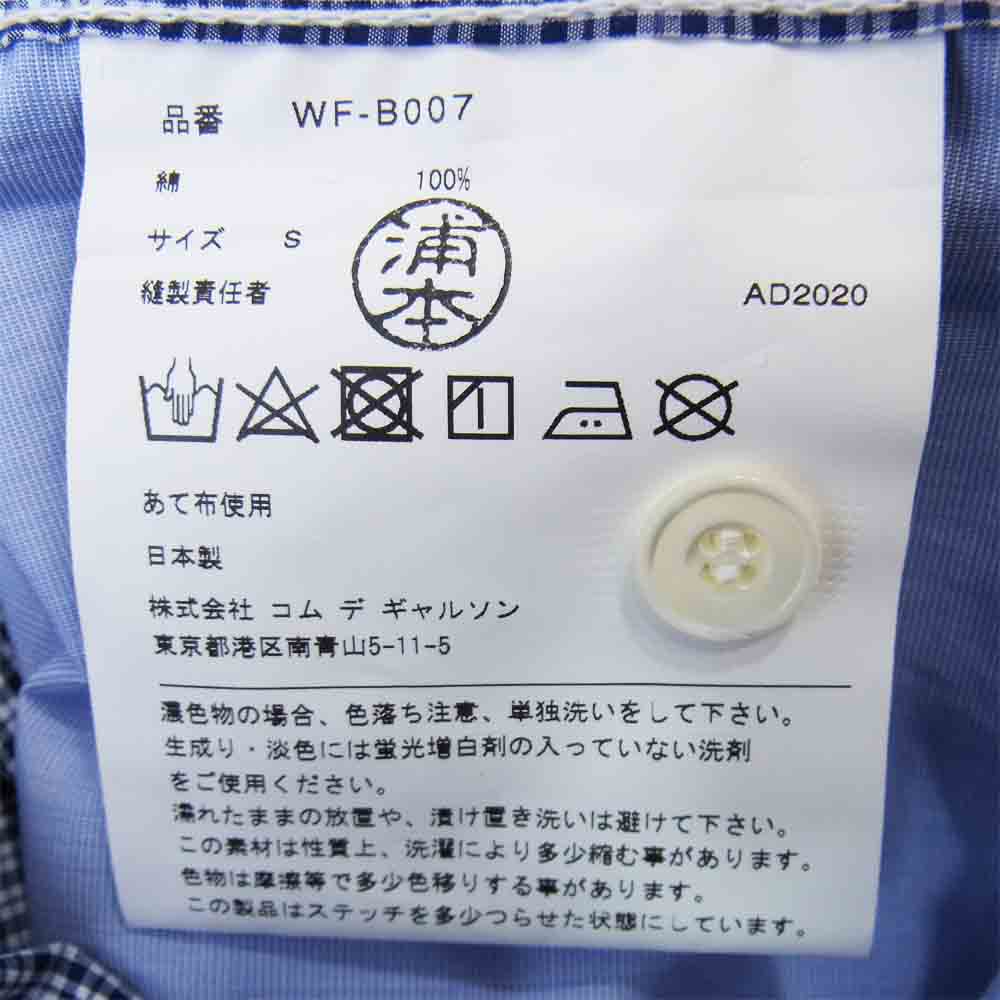 品番 WF-B007
綿 100%
サイズ S
縫製責任者 浦本 AD2020
あて布使用
日本製
株式会社 コム デ ギャルソン
東京都港区南青山5-11-5
濃色物の場合、色落ち注意、単独洗いをして下さい。
生成り・淡色には蛍光増白剤の入っていない洗剤
をご使用ください。
濡れたままの放置や、漬け置き洗いは避けて下さい。
この素材は性質上、洗濯により多少縮む事があります。
色物は摩擦等で多少色移りする事があります。
この製品はステッチを多少つらせた状態にしています。